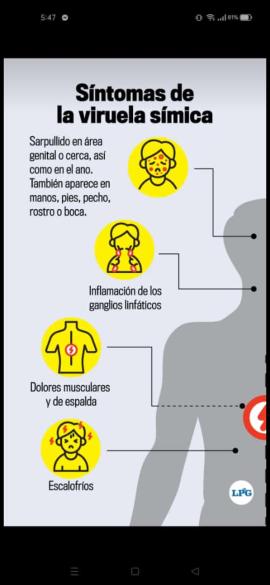 5:47
81%
Síntomas de
la viruela símica
Sarpullido en área
genital o cerca, así
como en el ano.
También aparece en
manos, pies, pecho,
rostro o boca.
Inflamación de los
ganglios linfáticos
Dolores musculares
y de espalda
Escalofríos
LPG